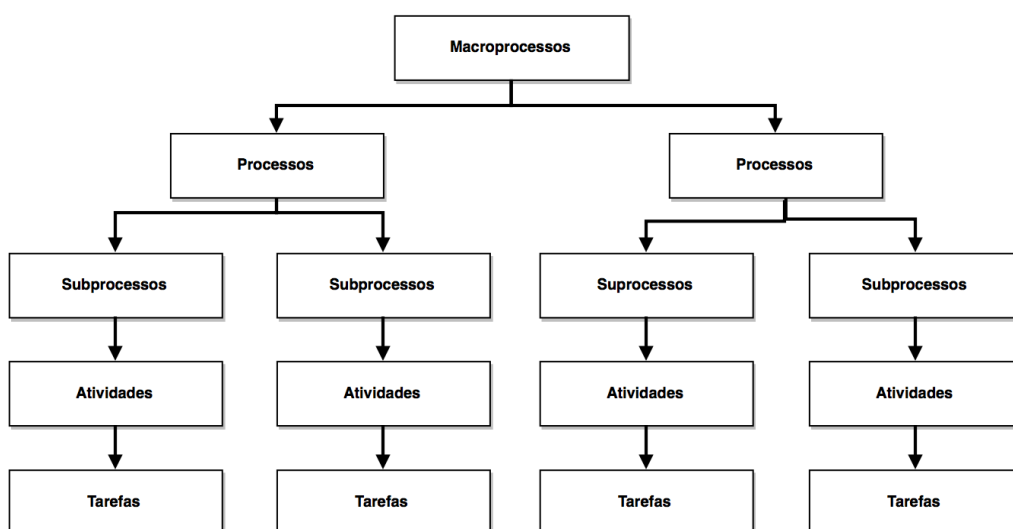 Macroprocessos
Processos
Processos
Subprocessos
Subprocessos
Suprocessos
Subprocessos
Atividades
Atividades
Atividades
Atividades
Tarefas
Tarefas
Tarefas
Tarefas